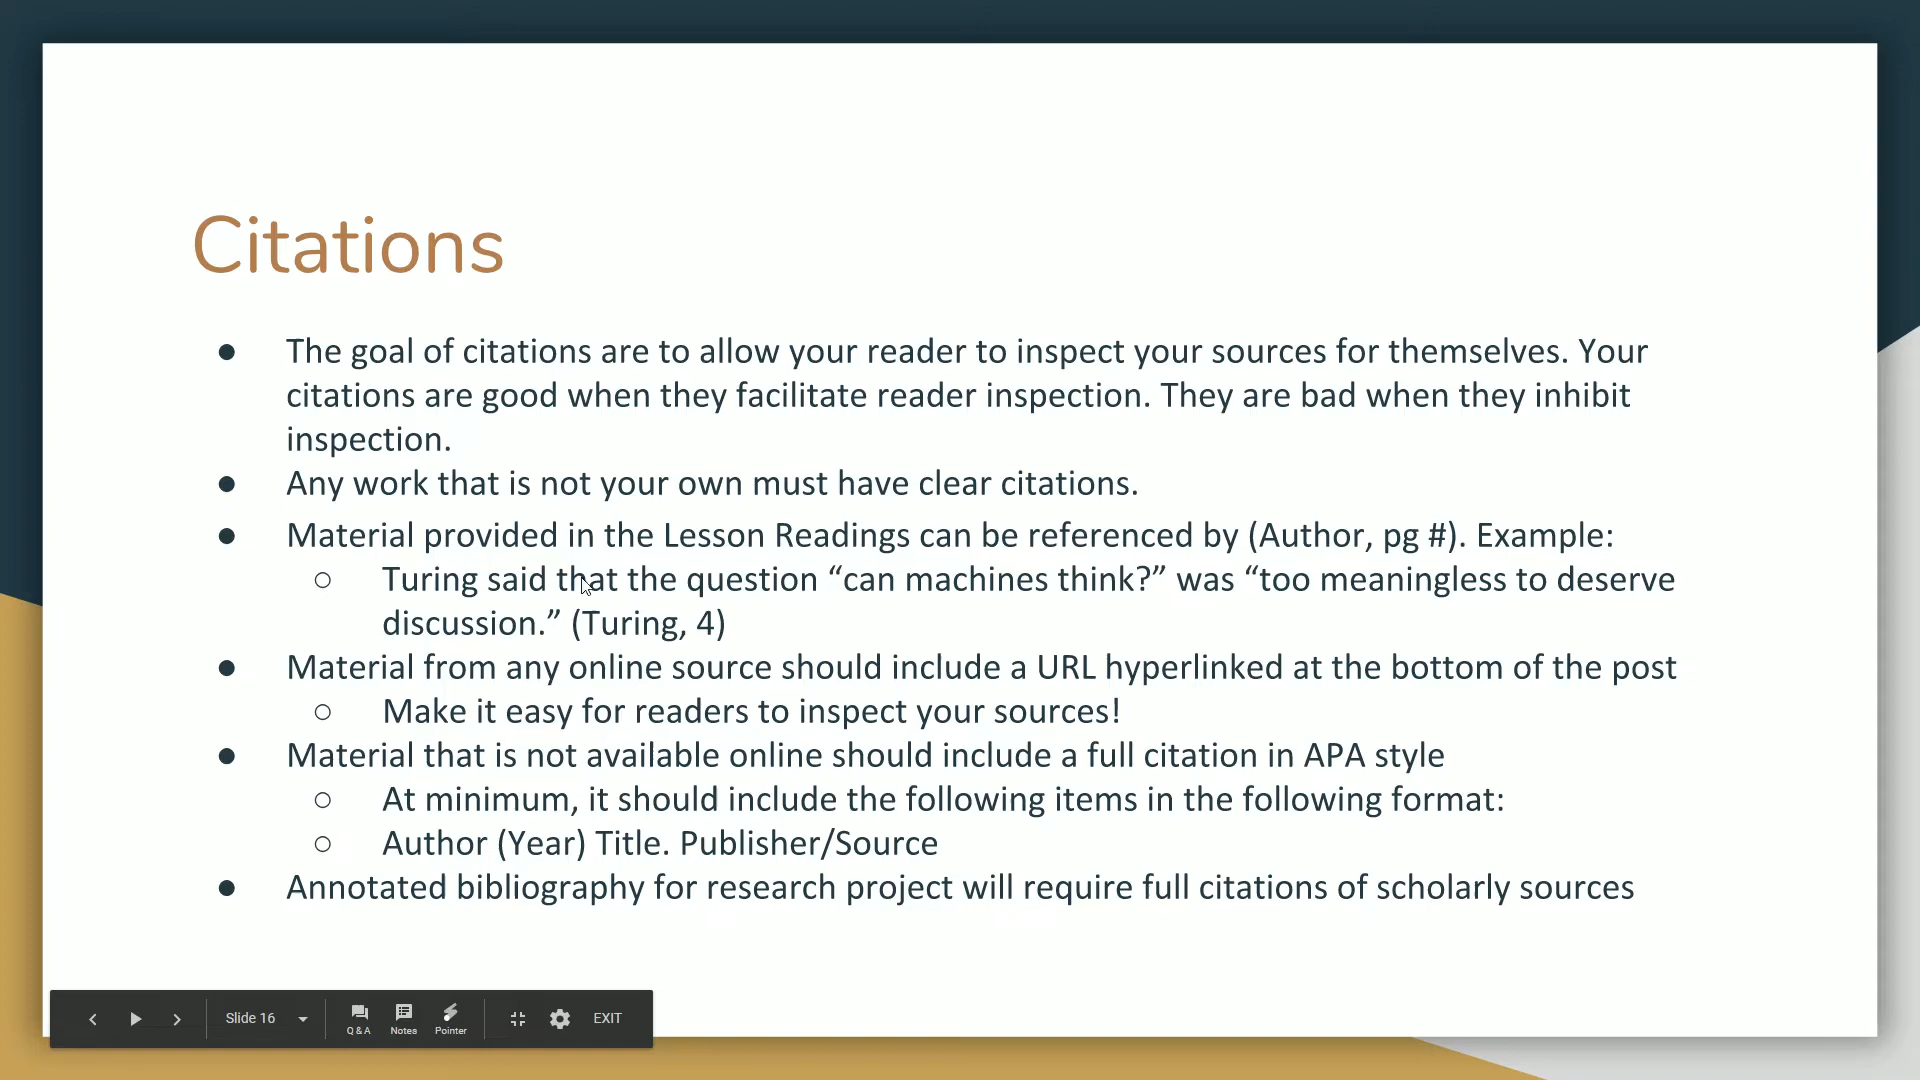 Citations
● The goal of citations are to allow your reader to inspect your sources for themselves. Your
citations are good when they facilitate reader inspection. They are bad when they inhibit
inspection.
● Any work that is not your own must have clear citations.
● Material provided in the Lesson Readings can be referenced by (Author, pg #). Example:
○ Turing said that the question “can machines think?” was “too meaningless to deserve
discussion.” (Turing, 4)
● Material from any online source should include a URL hyperlinked at the bottom of the post
○ Make it easy for readers to inspect your sources!
● Material that is not available online should include a full citation in APA style
○ At minimum, it should include the following items in the following format:
○ Author (Year) Title. Publisher/Source
● Annotated bibliography for research project will require full citations of scholarly sources
Slide 16 Q & A Notes Pointer EXIT